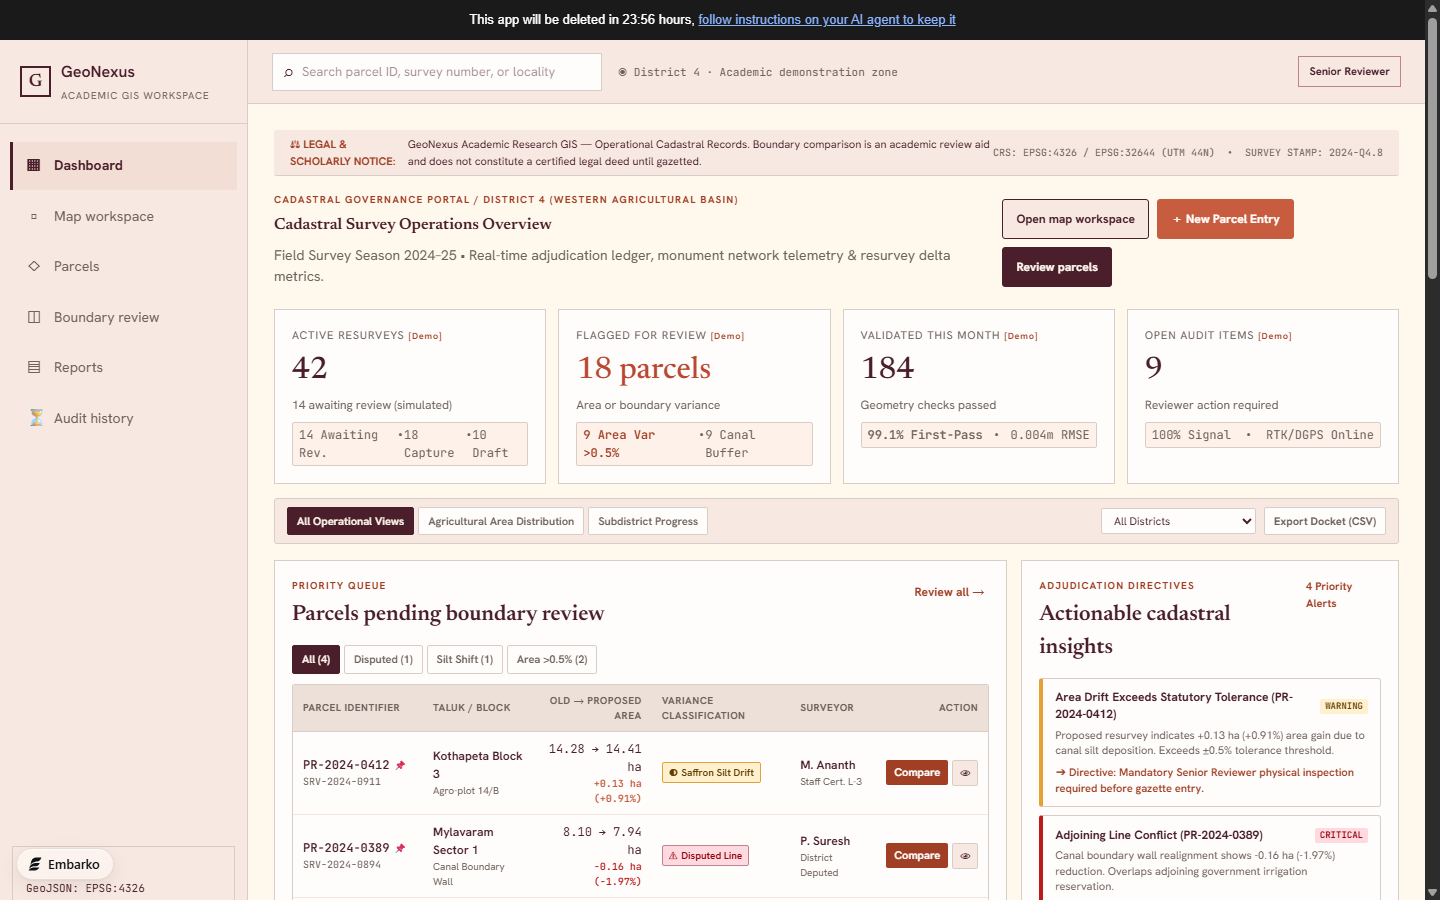 This app will be deleted in 23:56 hours, follow instructions on your AI agent to keep it
G
GeoNexus
ACADEMIC GIS WORKSPACE
Search parcel ID, survey number, or locality
District 4 · Academic demonstration zone
Senior Reviewer
Dashboard
Map workspace
Parcels
Boundary review
Reports
Audit history
Embarko
GeoJSON: EPSG:4326
LEGAL &
SCHOLARLY NOTICE:
GeoNexus Academic Research GIS — Operational Cadastral Records. Boundary comparison is an academic review aid
and does not constitute a certified legal deed until gazetted.
CRS: EPSG:4326 / EPSG:32644 (UTM 44N) • SURVEY STAMP: 2024-Q4.8
CADASTRAL GOVERNANCE PORTAL / DISTRICT 4 (WESTERN AGRICULTURAL BASIN)
Cadastral Survey Operations Overview
Field Survey Season 2024–25 • Real-time adjudication ledger, monument network telemetry & resurvey delta
metrics.
Open map workspace
+ New Parcel Entry
Review parcels
ACTIVE RESURVEYS [Demo]
42
14 awaiting review (simulated)
14 Awaiting Rev. •18 Capture •10 Draft
FLAGGED FOR REVIEW [Demo]
18 parcels
Area or boundary variance
9 Area Var >0.5% •9 Canal Buffer
VALIDATED THIS MONTH [Demo]
184
Geometry checks passed
99.1% First-Pass • 0.004m RMSE
OPEN AUDIT ITEMS [Demo]
9
Reviewer action required
100% Signal • RTK/DGPS Online
All Operational Views
Agricultural Area Distribution
Subdistrict Progress
All Districts
Export Docket (CSV)
PRIORITY QUEUE
Parcels pending boundary review
Review all →
All (4)
Disputed (1)
Silt Shift (1)
Area >0.5% (2)
PARCEL IDENTIFIER
TALUK / BLOCK
OLD → PROPOSED
AREA
VARIANCE
CLASSIFICATION
SURVEYOR
ACTION
PR-2024-0412
SRV-2024-0911
Kothapeta Block
3
Agro-plot 14/B
14.28 → 14.41
ha
+0.13 ha
(+0.91%)
Saffron Silt Drift
M. Ananth
Staff Cert. L-3
Compare
PR-2024-0389
SRV-2024-0894
Mylavaram
Sector 1
Canal Boundary
Wall
8.10 → 7.94
ha
-0.16 ha
(-1.97%)
⚠ Disputed Line
P. Suresh
District
Deputed
Compare
ADJUDICATION DIRECTIVES
Actionable cadastral
insights
4 Priority
Alerts
Area Drift Exceeds Statutory Tolerance (PR-
2024-0412)
WARNING
Proposed resurvey indicates +0.13 ha (+0.91%) area gain due to
canal silt deposition. Exceeds ±0.5% tolerance threshold.
➔ Directive: Mandatory Senior Reviewer physical inspection
required before gazette entry.
Adjoining Line Conflict (PR-2024-0389)
CRITICAL
Canal boundary wall realignment shows -0.16 ha (-1.97%)
reduction. Overlaps adjoining government irrigation
reservation.